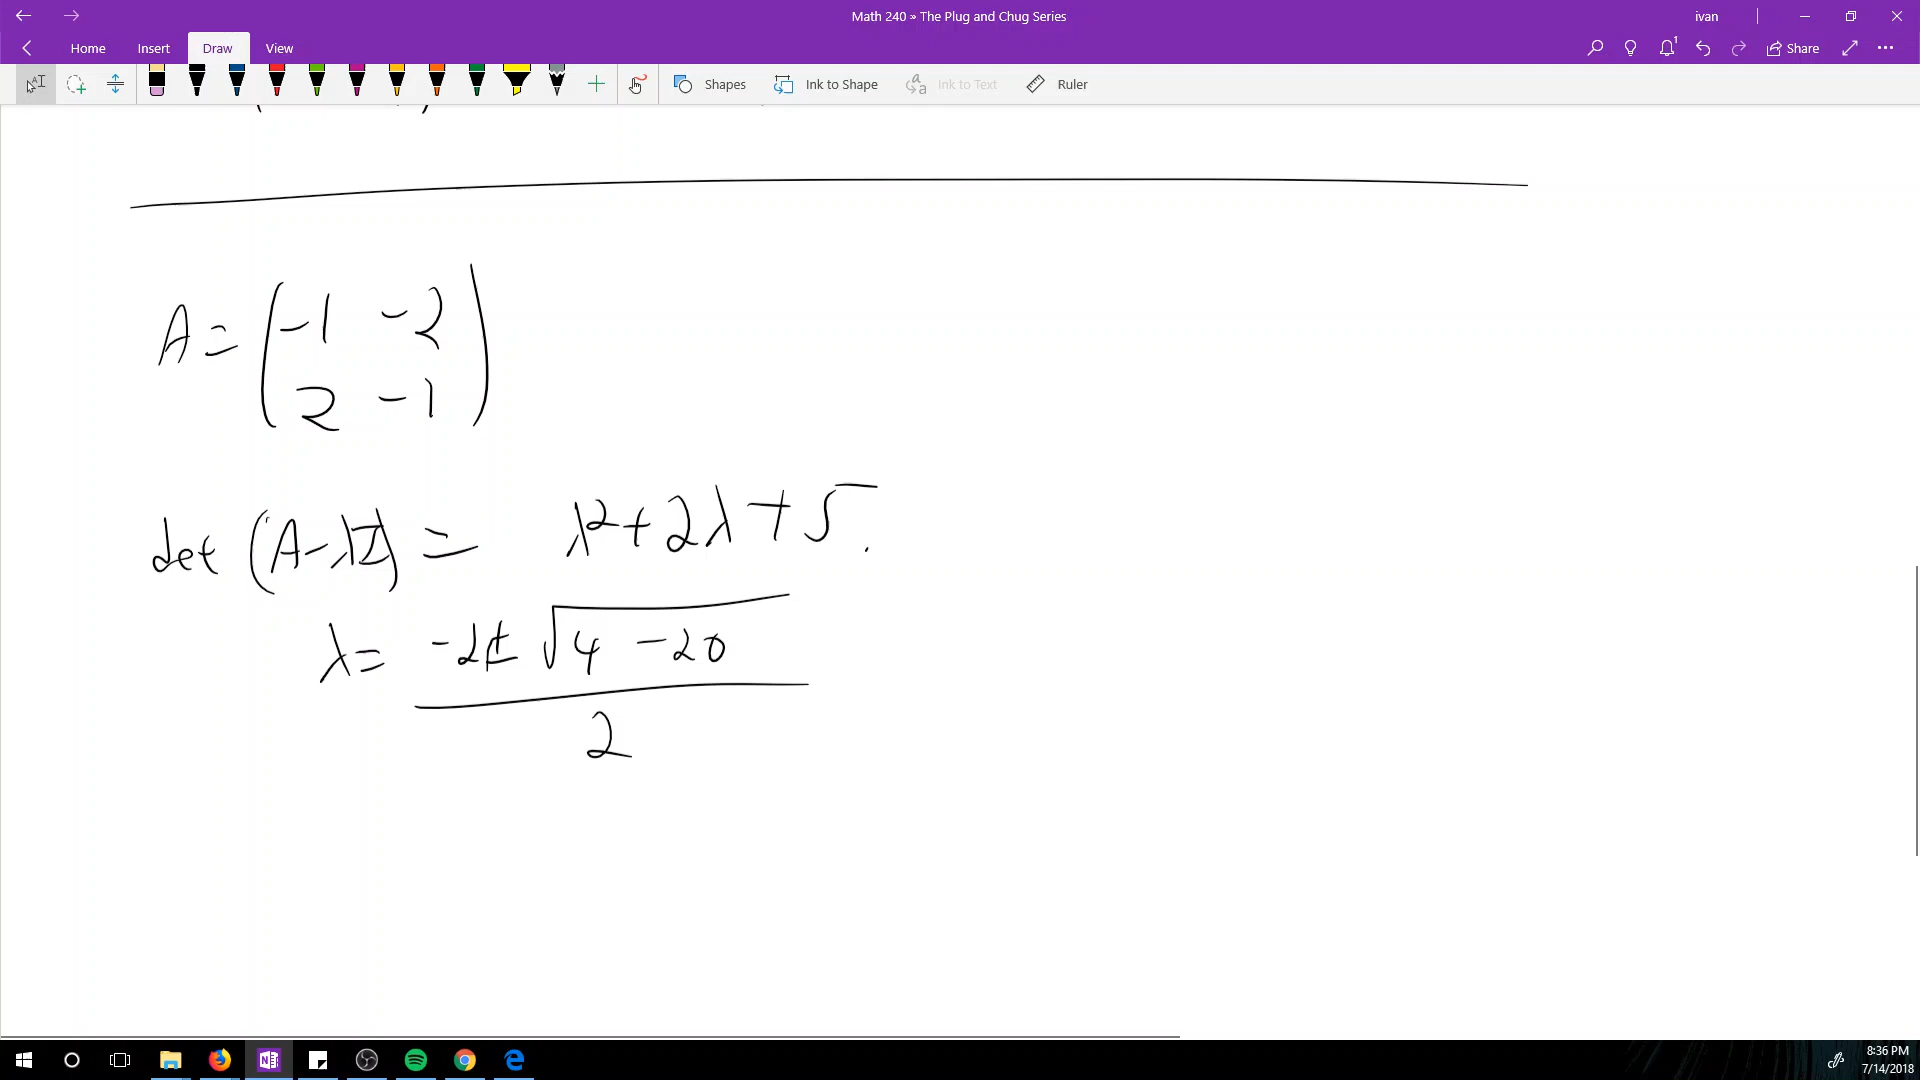 Math 240 » The Plug and Chug Series
ivan
Home Insert Draw View
Share
Shapes Ink to Shape Ink to Text Ruler
A = ( -1 -2
2 -1 )
det (A - λI) = λ² + 2λ + 5.
λ = -2 ± √4 - 20
2
8:36 PM
7/14/2018